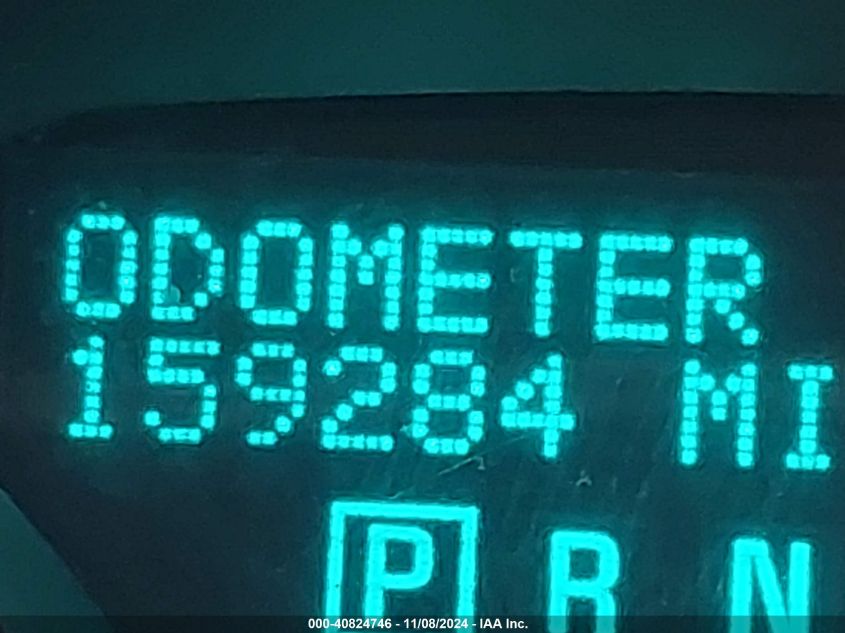 ODOMETER
159284 MI
P R N
000-40824746 - 11/08/2024 - IAA Inc.